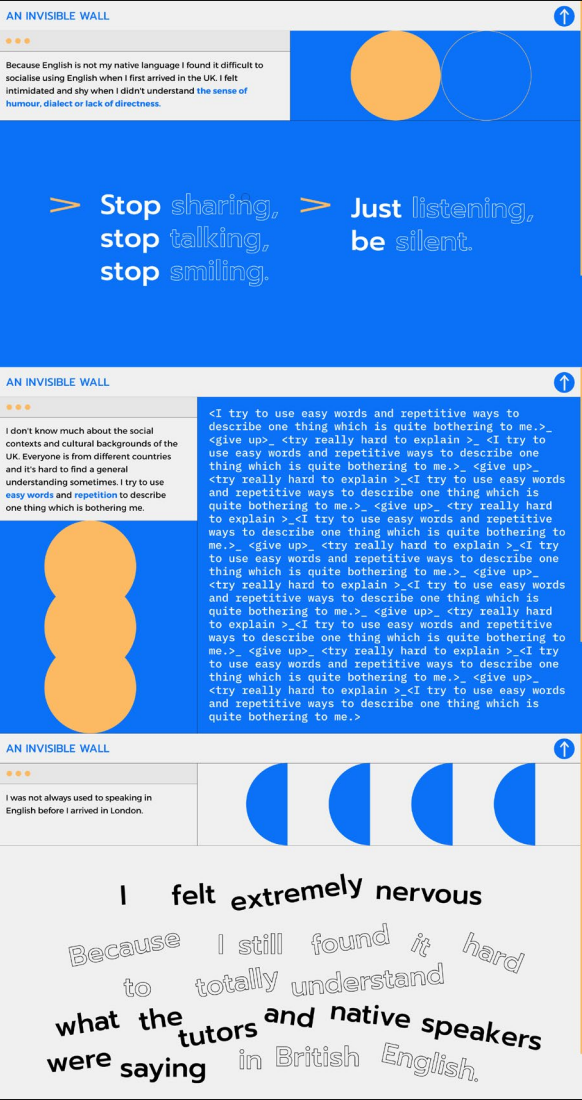 AN INVISIBLE WALL
Because English is not my native language I found it difficult to
socialise using English when I first arrived in the UK. I felt
intimidated and shy when I didn't understand the sense of
humour, dialect or lack of directness.
> Stop sharing,
stop talking,
stop smiling.
> Just listening,
be silent.
AN INVISIBLE WALL
I don't know much about the social
contexts and cultural backgrounds of the
UK. Everyone is from different countries
and it's hard to find a general
understanding sometimes. I try to use
easy words and repetition to describe
one thing which is bothering me.
<I try to use easy words and repetitive ways to
describe one thing which is quite bothering to me.>_
<give up>_ <try really hard to explain >_ <I try to
use easy words and repetitive ways to describe one
thing which is quite bothering to me.>_ <give up>_
<try really hard to explain >_<I try to use easy words
and repetitive ways to describe one thing which is
quite bothering to me.>_ <give up>_ <try really hard
to explain >_<I try to use easy words and repetitive
ways to describe one thing which is quite bothering to
me.>_ <give up>_ <try really hard to explain >_<I try
to use easy words and repetitive ways to describe one
thing which is quite bothering to me.>_ <give up>_
<try really hard to explain >_<I try to use easy words
and repetitive ways to describe one thing which is
quite bothering to me.>_ <give up>_ <try really hard
to explain >_<I try to use easy words and repetitive
ways to describe one thing which is quite bothering to
me.>_ <give up>_ <try really hard to explain >_<I try
to use easy words and repetitive ways to describe one
thing which is quite bothering to me.>_ <give up>_
<try really hard to explain >_<I try to use easy words
and repetitive ways to describe one thing which is
quite bothering to me.>
AN INVISIBLE WALL
I was not always used to speaking in
English before I arrived in London.
I felt extremely nervous
Because I still found it hard
to totally understand
what the tutors and native speakers
were saying in British English.